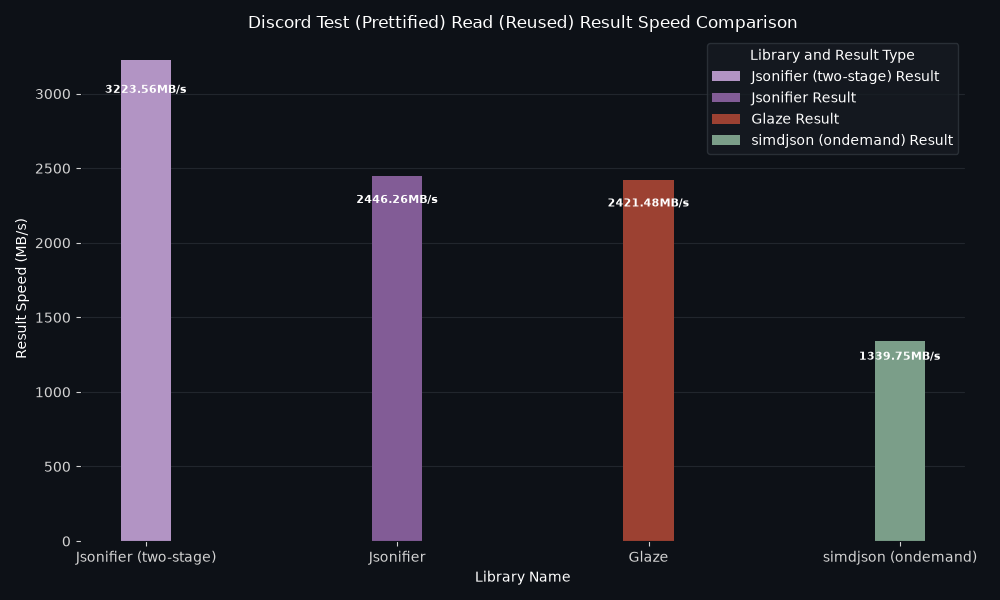 Discord Test (Prettified) Read (Reused) Result Speed Comparison
Library and Result Type
Jsonifier (two-stage) Result
Jsonifier Result
Glaze Result
simdjson (ondemand) Result
Result Speed (MB/s)
3000
2500
2000
1500
1000
500
0
3223.56MB/s
2446.26MB/s
2421.48MB/s
1339.75MB/s
Jsonifier (two-stage)
Jsonifier
Glaze
simdjson (ondemand)
Library Name